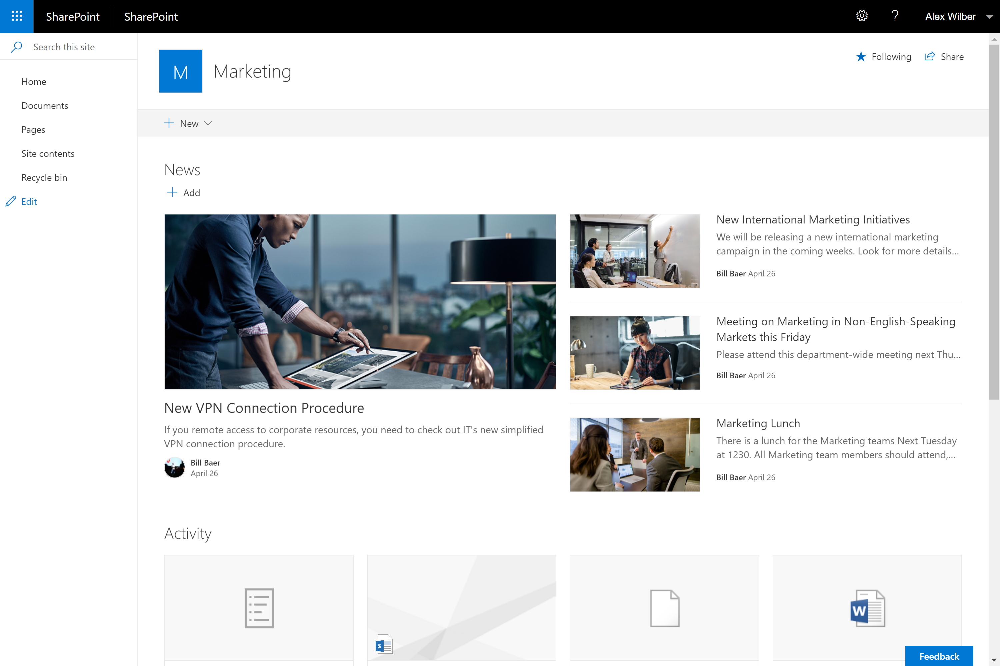 SharePoint
SharePoint
Alex Wilber
Search this site
Home
Documents
Pages
Site contents
Recycle bin
Edit
M
Marketing
Following
Share
New
News
Add
New VPN Connection Procedure
If you remote access to corporate resources, you need to check out IT's new simplified
VPN connection procedure.
Bill Baer
April 26
New International Marketing Initiatives
We will be releasing a new international marketing
campaign in the coming weeks. Look for more details...
Bill Baer April 26
Meeting on Marketing in Non-English-Speaking
Markets this Friday
Please attend this department-wide meeting next Thu...
Bill Baer April 26
Marketing Lunch
There is a lunch for the Marketing teams Next Tuesday
at 1230. All Marketing team members should attend,...
Bill Baer April 26
Activity
S
W
Feedback